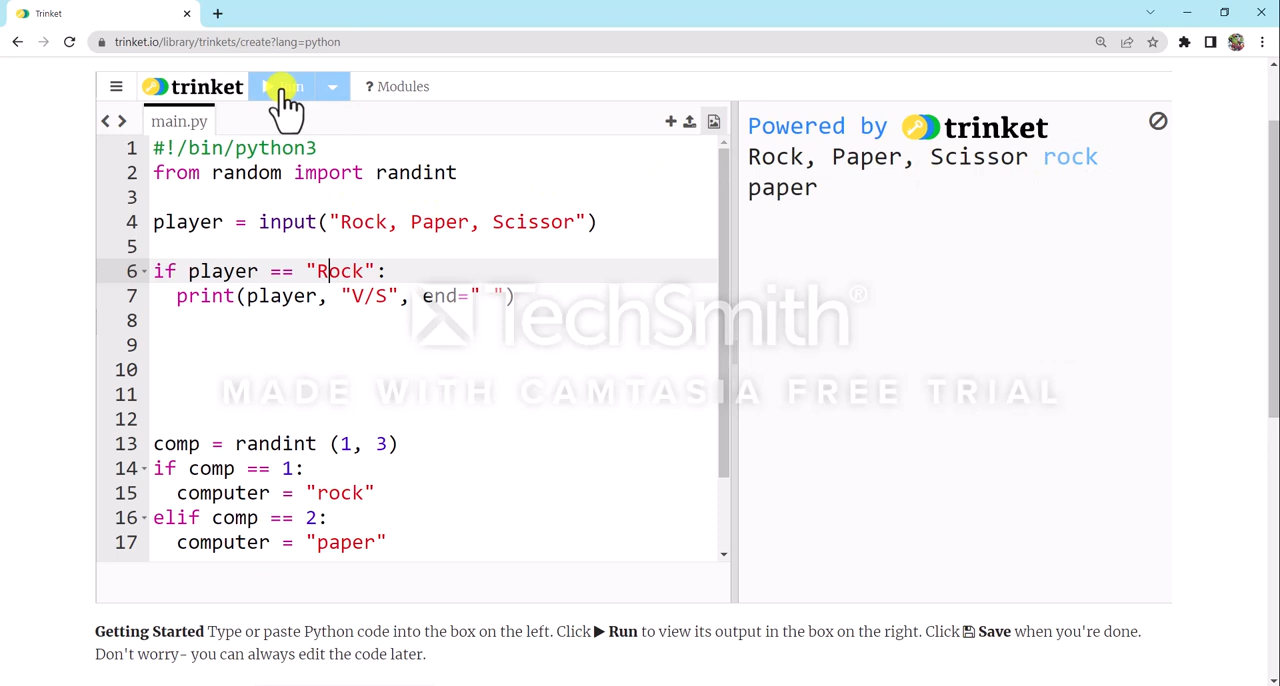 Trinket
trinket.io/library/trinkets/create?lang=python
trinket
? Modules
main.py
1 #!/bin/python3
2 from random import randint
3
4 player = input("Rock, Paper, Scissor")
5
6 if player == "Rock":
7 print(player, "V/S", end=" ")
8
9
10
11
12
13 comp = randint (1, 3)
14 if comp == 1:
15 computer = "rock"
16 elif comp == 2:
17 computer = "paper"
Powered by trinket
Rock, Paper, Scissor rock
paper
TechSmith®
MADE WITH CAMTASIA FREE TRIAL
Getting Started Type or paste Python code into the box on the left. Click Run to view its output in the box on the right. Click Save when you're done.
Don't worry- you can always edit the code later.